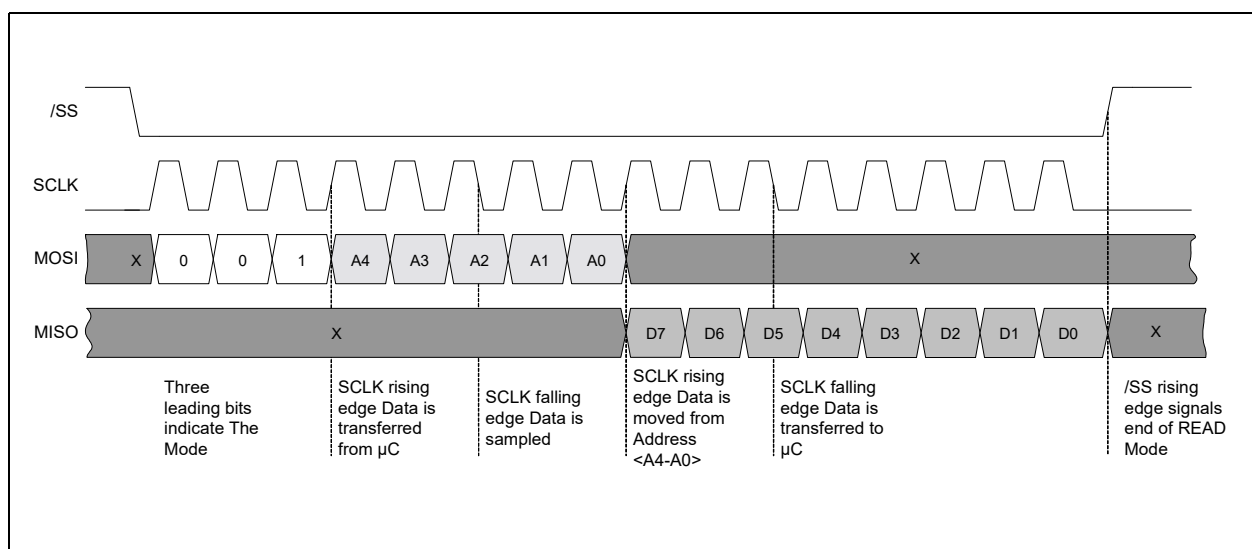 /SS
SCLK
MOSI
X
0
0
1
A4
A3
A2
A1
A0
X
MISO
X
D7
D6
D5
D4
D3
D2
D1
D0
X
Three
leading bits
indicate The
Mode
SCLK rising
edge Data is
transferred
from µC
SCLK falling
edge Data is
sampled
SCLK rising
edge Data is
moved from
Address
<A4-A0>
SCLK falling
edge Data is
transferred to
µC
/SS rising
edge signals
end of READ
Mode